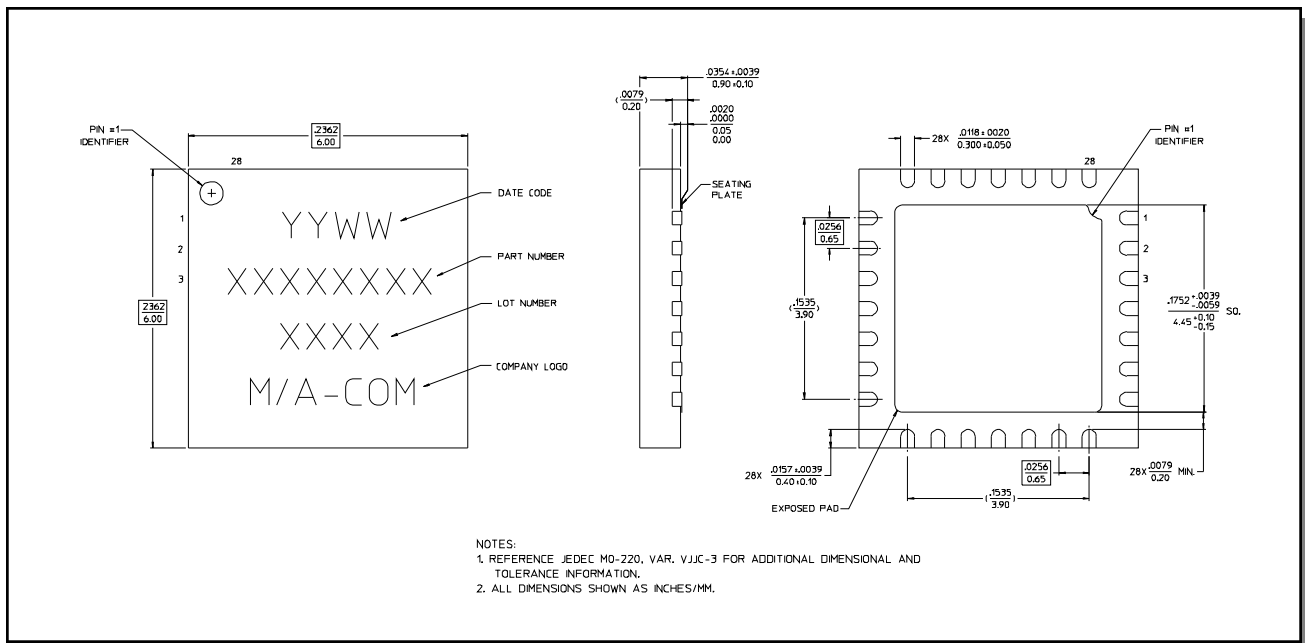 PIN #1
IDENTIFIER
.2362
6.00
28
1
2
3
.2362
6.00
YYWW
XXXXXXXX
XXXX
M/A-COM
DATE CODE
PART NUMBER
LOT NUMBER
COMPANY LOGO
.0354±.0039
0.90±0.10
(.0079
0.20)
.0020
.0000
0.05
0.00
SEATING
PLATE
28X .0118±.0020
0.300±0.050
28
PIN #1
IDENTIFIER
.0256
0.65
(.1535
3.90)
1
2
3
.1752 +.0039
-.0059
4.45 +0.10
-0.15
SQ.
28X .0157±.0039
0.40±0.10
EXPOSED PAD
.0256
0.65
(.1535
3.90)
28X .0079
0.20 MIN.
NOTES:
1. REFERENCE JEDEC MO-220, VAR. VJJC-3 FOR ADDITIONAL DIMENSIONAL AND
TOLERANCE INFORMATION.
2. ALL DIMENSIONS SHOWN AS INCHES/MM.